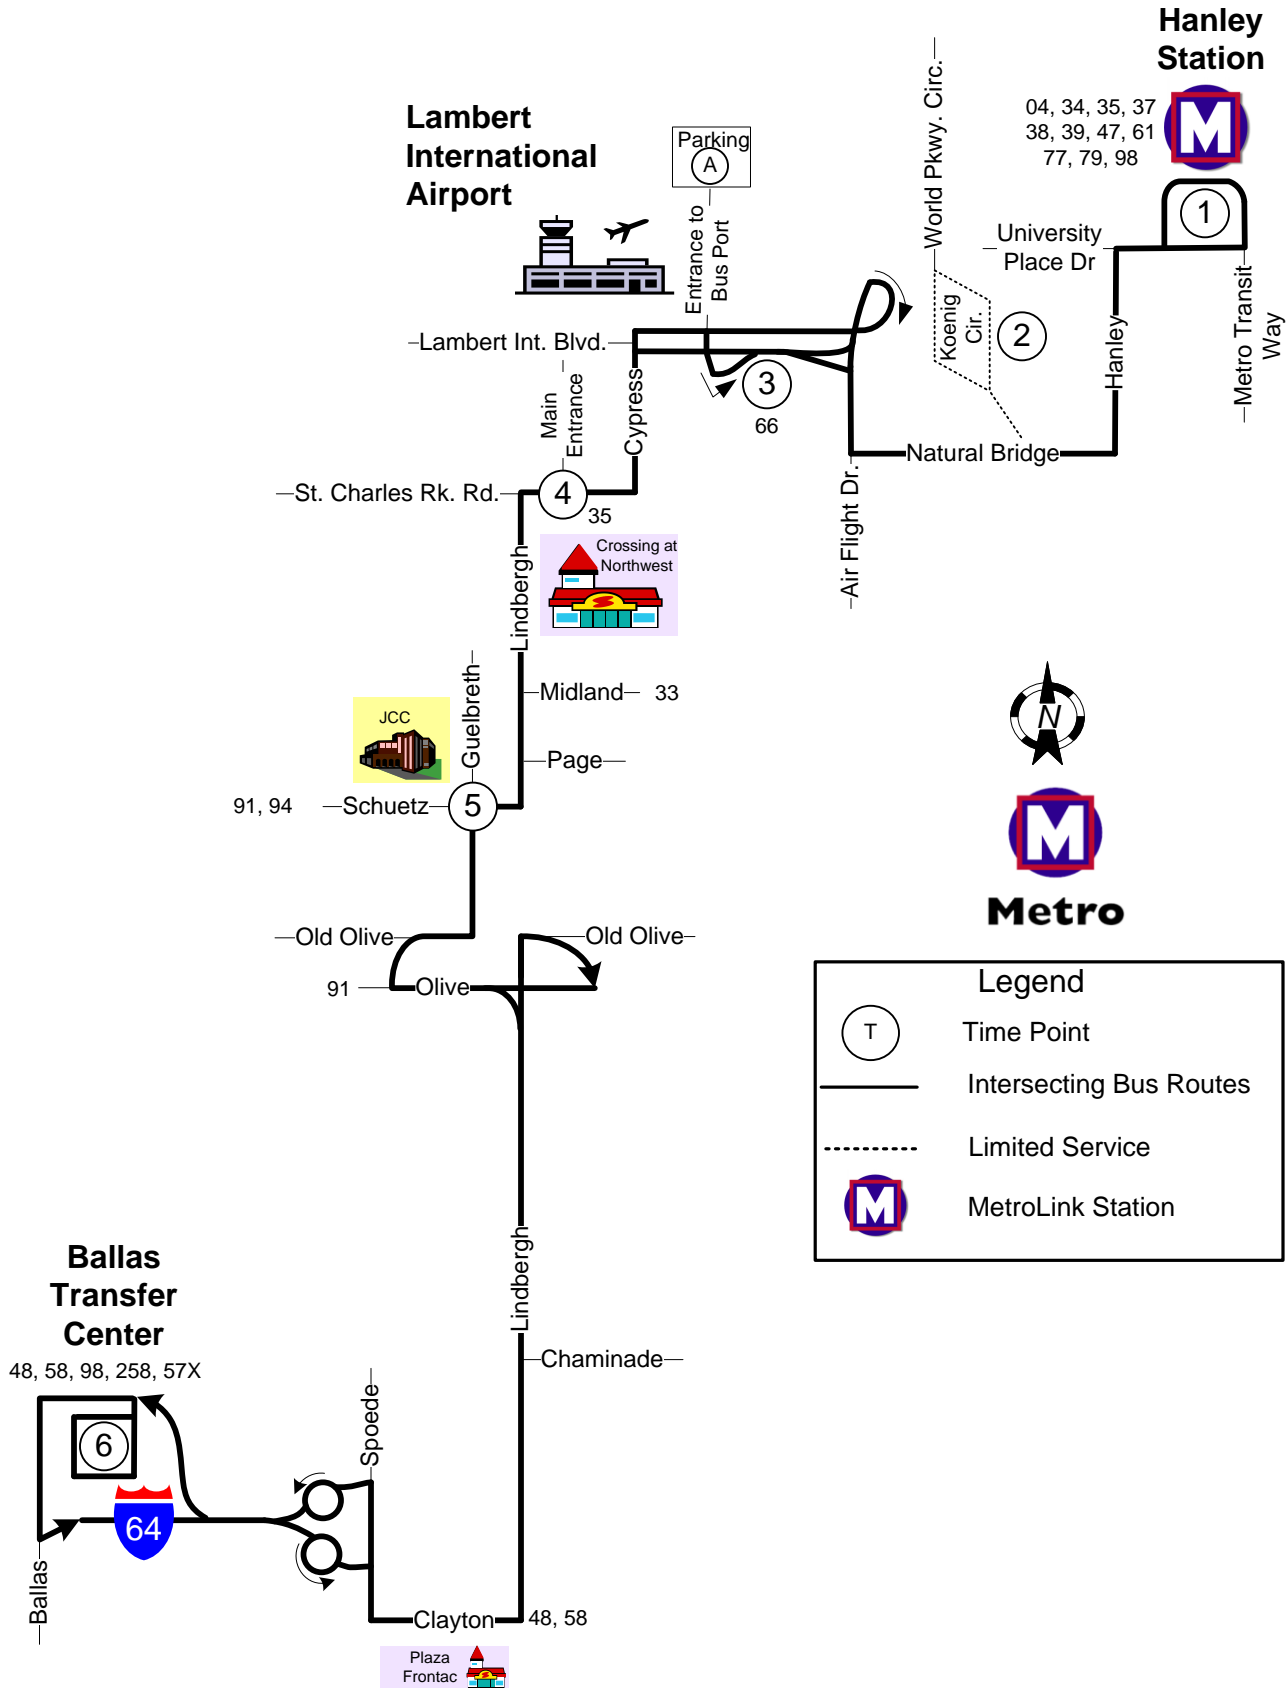 Hanley
Station
04, 34, 35, 37
38, 39, 47, 61
77, 79, 98
M
1
Lambert
International
Airport
Parking
A
Entrance to
Bus Port
World Pkwy. Circ.
University
Place Dr
Koenig
Cir.
2
Hanley
Metro Transit
Way
Lambert Int. Blvd.
Main
Entrance
Cypress
3
66
Natural Bridge
Air Flight Dr.
St. Charles Rk. Rd.
4
35
Crossing at
Northwest
Lindbergh
Midland
33
Page
Guelbreth
JCC
91, 94
Schuetz
5
N
M
Metro
Old Olive
Old Olive
91
Olive
Legend
T
Time Point
Intersecting Bus Routes
Limited Service
M
MetroLink Station
Lindbergh
Chaminade
Ballas
Transfer
Center
48, 58, 98, 258, 57X
6
64
Ballas
Spoede
Clayton
48, 58
Plaza
Frontac